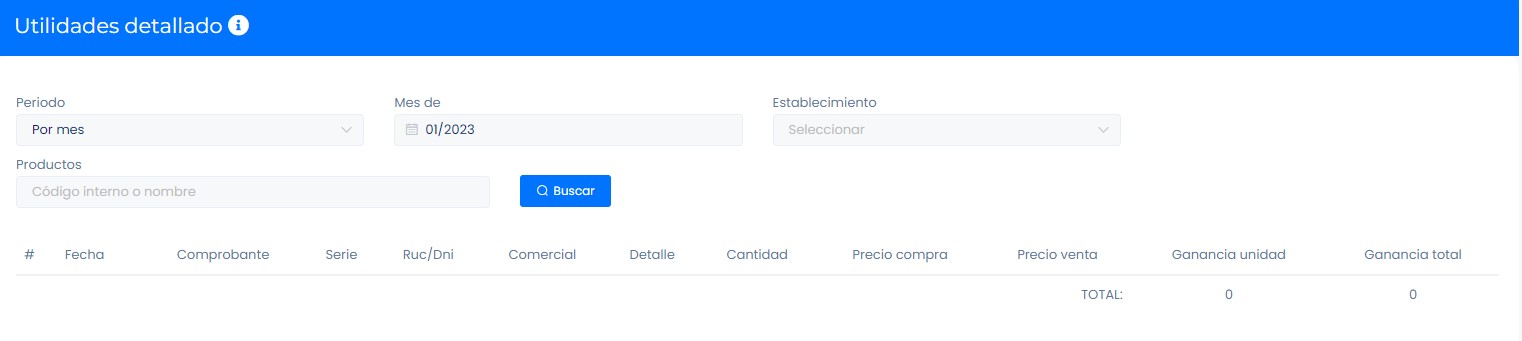 Utilidades detallado
Periodo Mes de Establecimiento
Por mes 01/2023 Seleccionar
Productos
Código interno o nombre Buscar
# Fecha Comprobante Serie Ruc/Dni Comercial Detalle Cantidad Precio compra Precio venta Ganancia unidad Ganancia total
TOTAL: 0 0